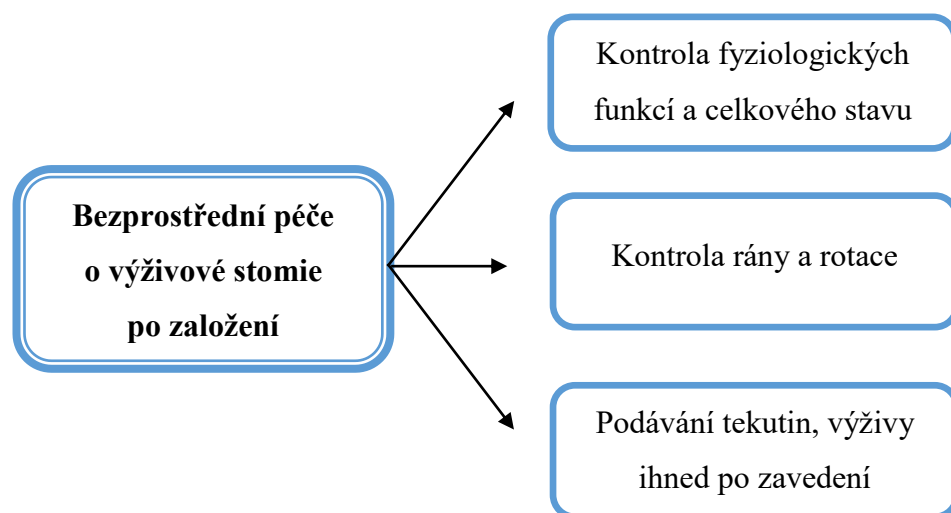 Bezprostřední péče
o výživové stomie
po založení
Kontrola fyziologických
funkcí a celkového stavu
Kontrola rány a rotace
Podávání tekutin, výživy
ihned po zavedení